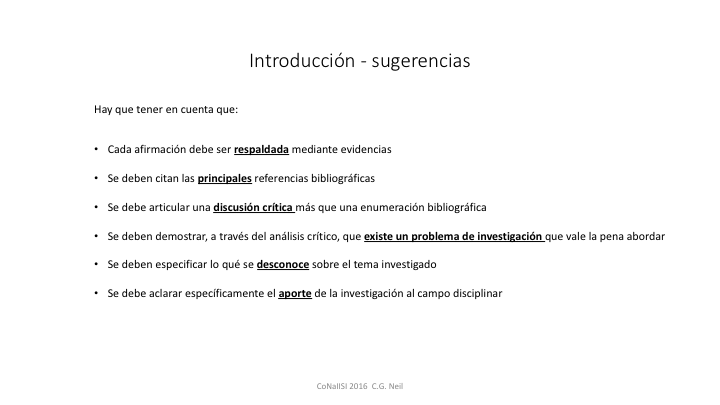 Introducción - sugerencias
Hay que tener en cuenta que:
• Cada afirmación debe ser respaldada mediante evidencias
• Se deben citan las principales referencias bibliográficas
• Se debe articular una discusión crítica más que una enumeración bibliográfica
• Se deben demostrar, a través del análisis crítico, que existe un problema de investigación que vale la pena abordar
• Se deben especificar lo qué se desconoce sobre el tema investigado
• Se debe aclarar específicamente el aporte de la investigación al campo disciplinar
CoNaIISI 2016 C.G. Neil